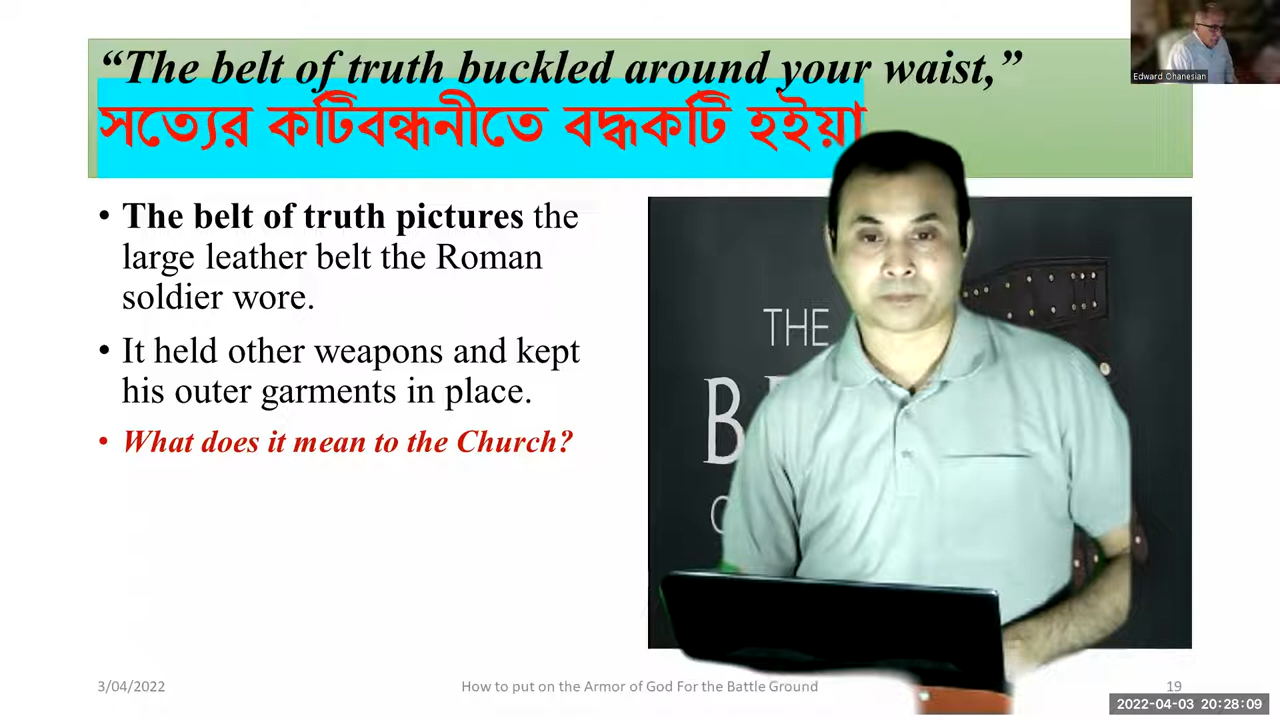 “The belt of truth buckled around your waist,”
সত্যের কটিবন্ধনীতে বদ্ধকটি হইয়া
• The belt of truth pictures the
large leather belt the Roman
soldier wore.
• It held other weapons and kept
his outer garments in place.
• What does it mean to the Church?
THE
Edward Ohanesian
3/04/2022
How to put on the Armor of God For the Battle Ground
19
2022-04-03 20:28:09